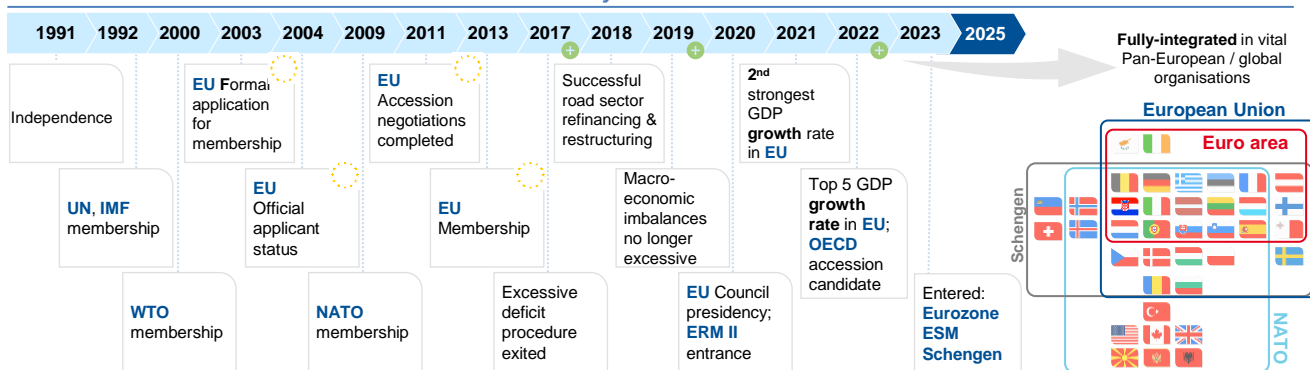 1991 1992 2000 2003 2004 2009 2011 2013 2017 2018 2019 2020 2021 2022 2023 2025
Independence
UN, IMF
membership
WTO
membership
EU Formal
application
for
membership
EU
Official
applicant
status
NATO
membership
EU
Accession
negotiations
completed
EU
Membership
Excessive
deficit
procedure
exited
Successful
road sector
refinancing &
restructuring
Macro-
economic
imbalances
no longer
excessive
EU Council
presidency;
ERM II
entrance
2nd
strongest
GDP
growth rate
in EU
Top 5 GDP
growth
rate in EU;
OECD
accession
candidate
Entered:
Eurozone
ESM
Schengen
Fully-integrated in vital
Pan-European / global
organisations
European Union
Euro area
Schengen
NATO